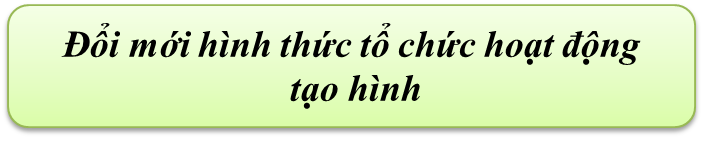 Đổi mới hình thức tổ chức hoạt động
tạo hình